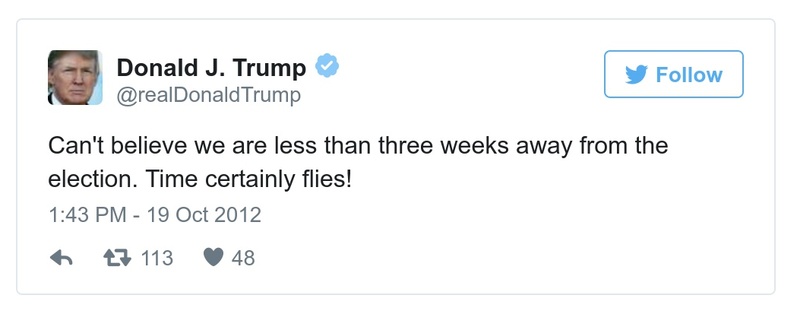 Donald J. Trump
@realDonaldTrump
Follow
Can't believe we are less than three weeks away from the
election. Time certainly flies!
1:43 PM - 19 Oct 2012
113 48